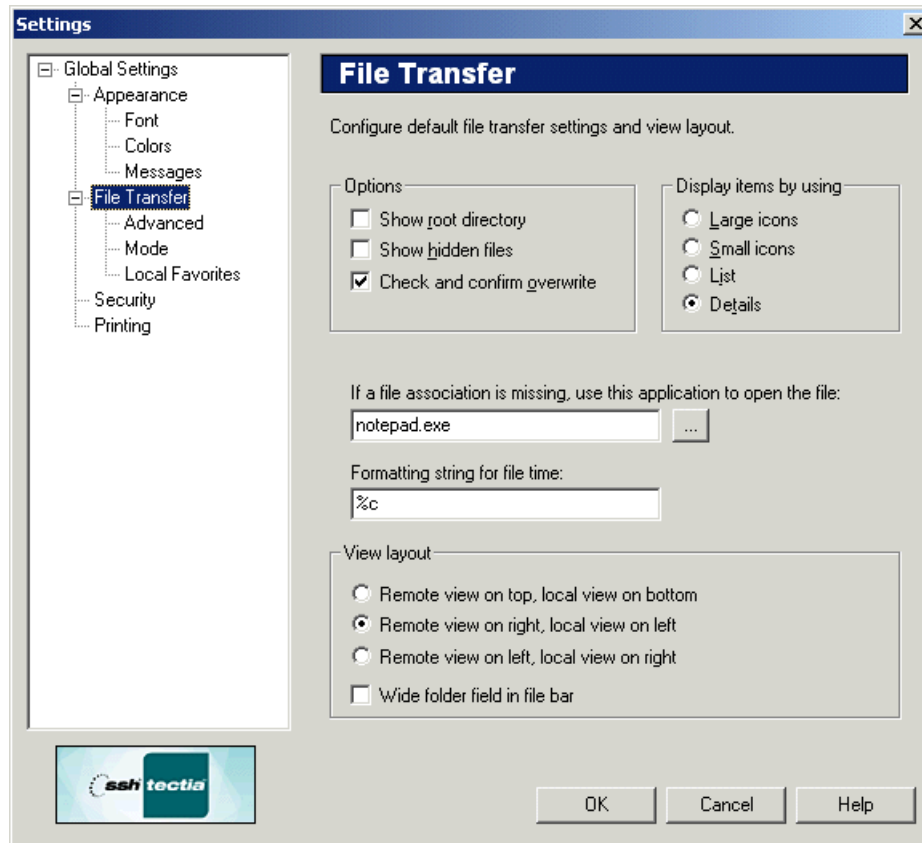 Settings
Global Settings
Appearance
Font
Colors
Messages
File Transfer
Advanced
Mode
Local Favorites
Security
Printing
ssh tectia
File Transfer
Configure default file transfer settings and view layout.
Options
Show root directory
Show hidden files
Check and confirm overwrite
Display items by using
Large icons
Small icons
List
Details
If a file association is missing, use this application to open the file:
notepad.exe
...
Formatting string for file time:
%c
View layout
Remote view on top, local view on bottom
Remote view on right, local view on left
Remote view on left, local view on right
Wide folder field in file bar
OK Cancel Help